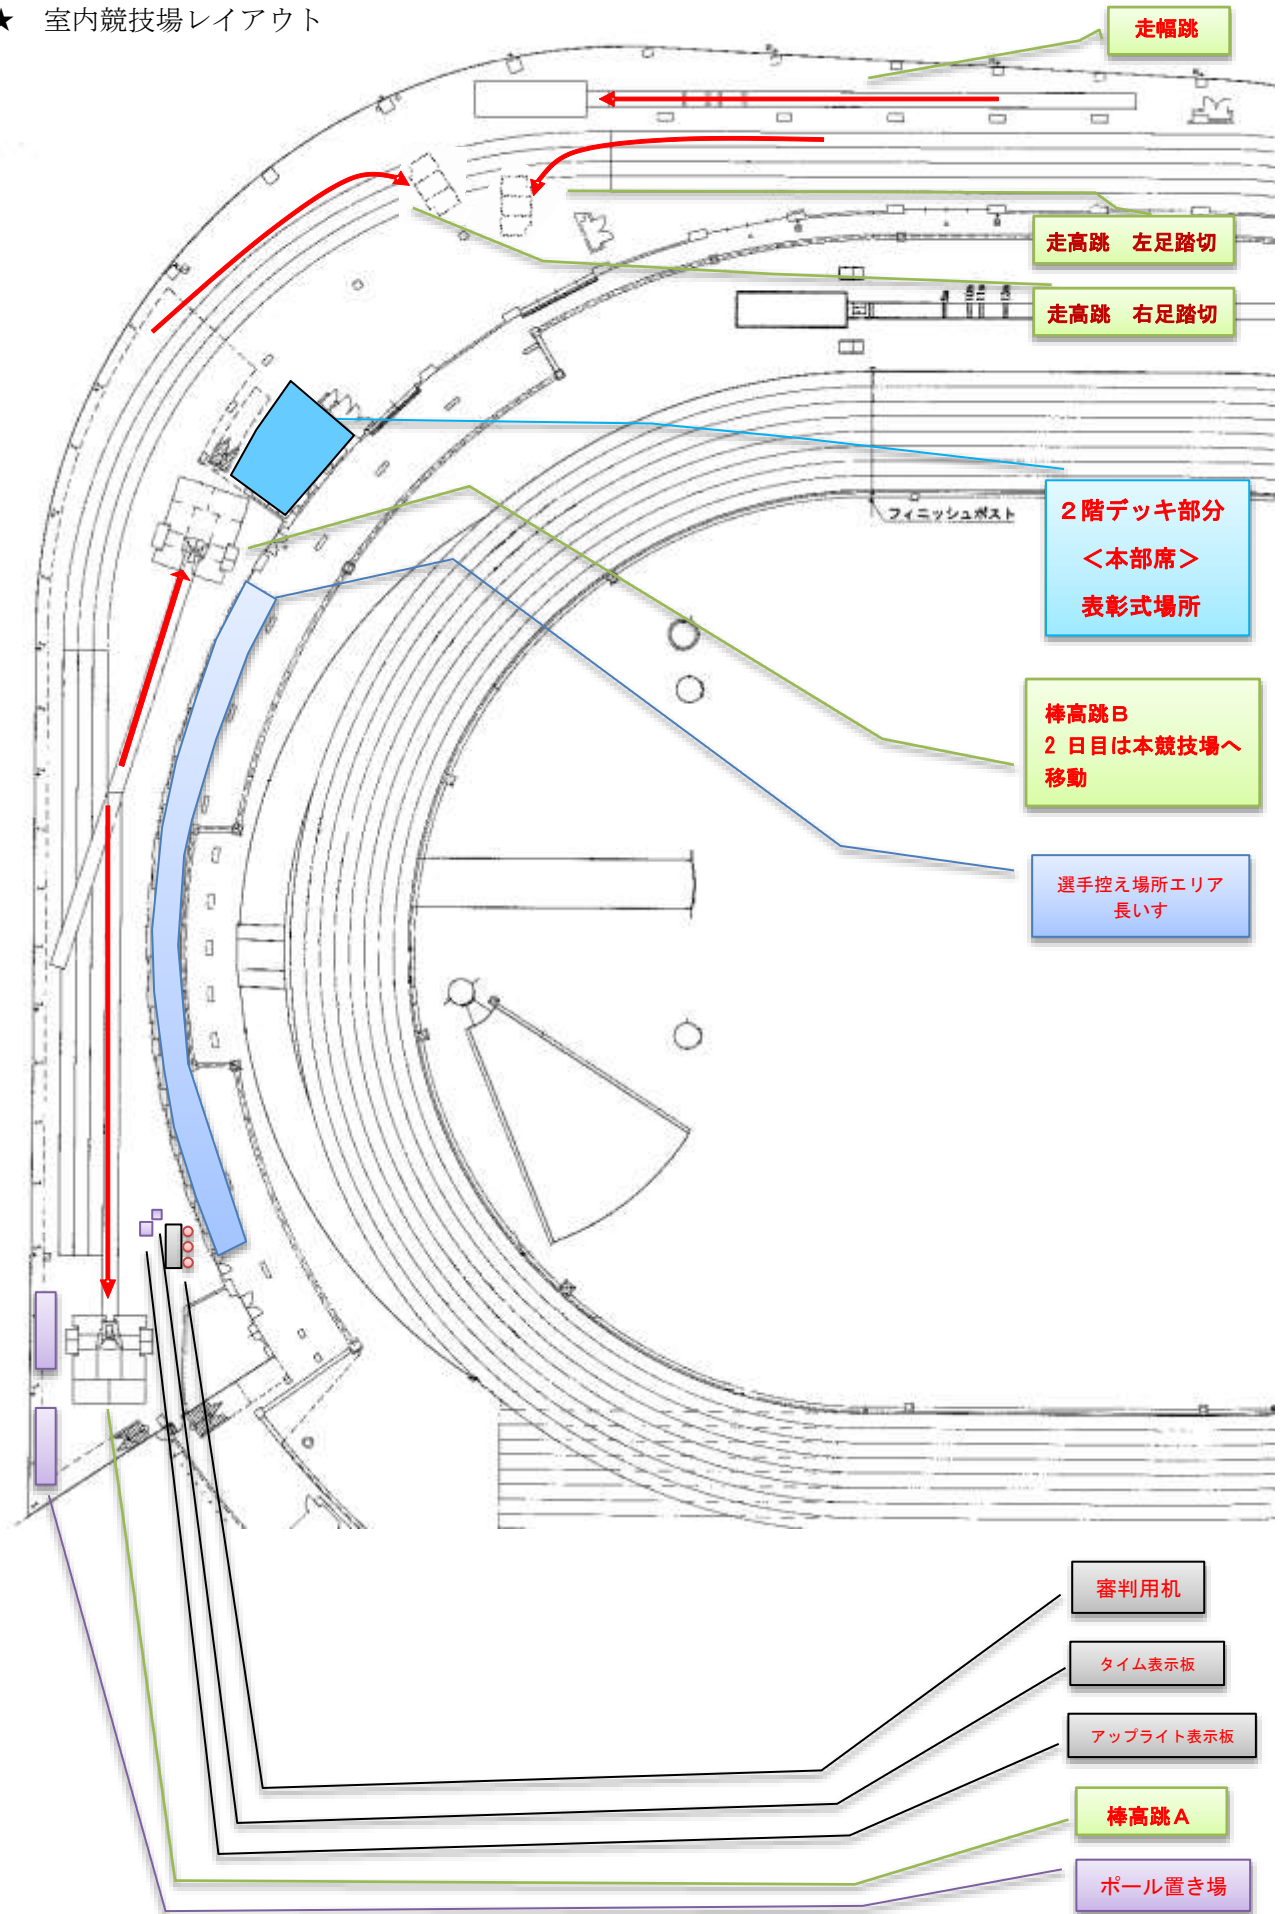 ★　室内競技場レイアウト
走幅跳
走高跳　左足踏切
走高跳　右足踏切
フィニッシュポスト
２階デッキ部分
＜本部席＞
表彰式場所
棒高跳Ｂ
2 日目は本競技場へ
移動
選手控え場所エリア
長いす
審判用机
タイム表示板
アップライト表示板
棒高跳Ａ
ポール置き場